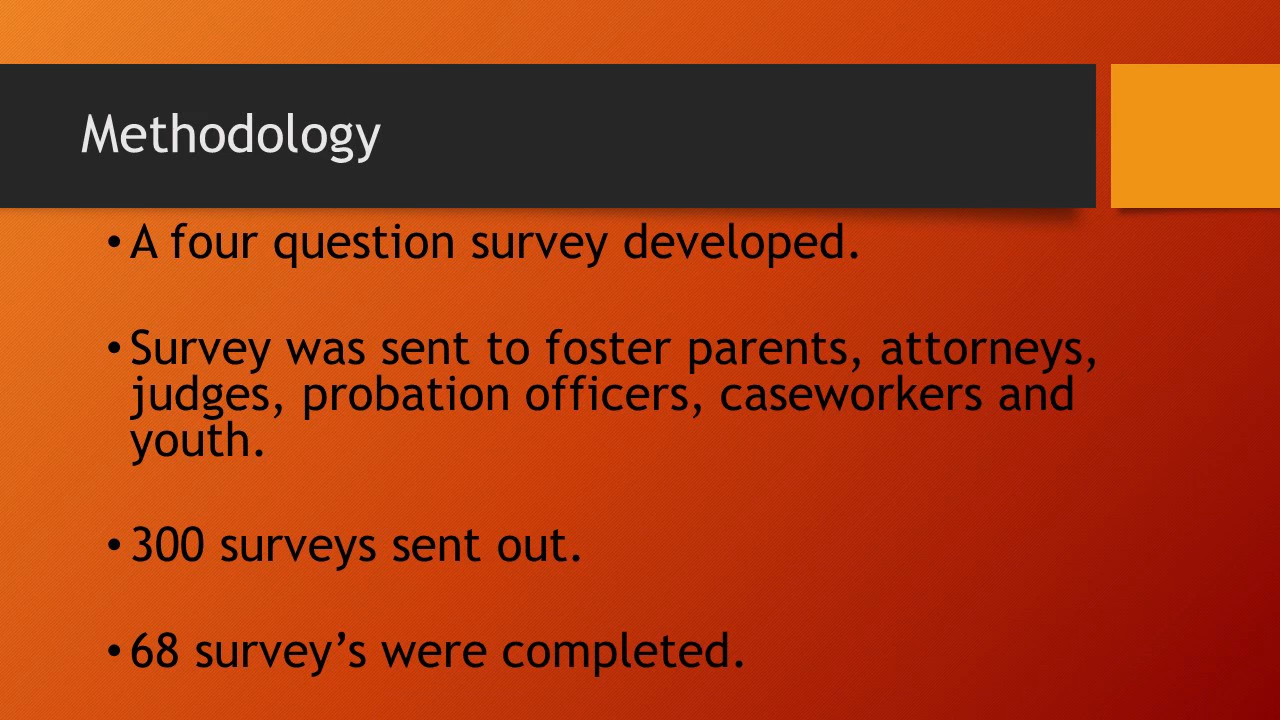 Methodology
• A four question survey developed.
• Survey was sent to foster parents, attorneys,
judges, probation officers, caseworkers and
youth.
• 300 surveys sent out.
• 68 survey’s were completed.